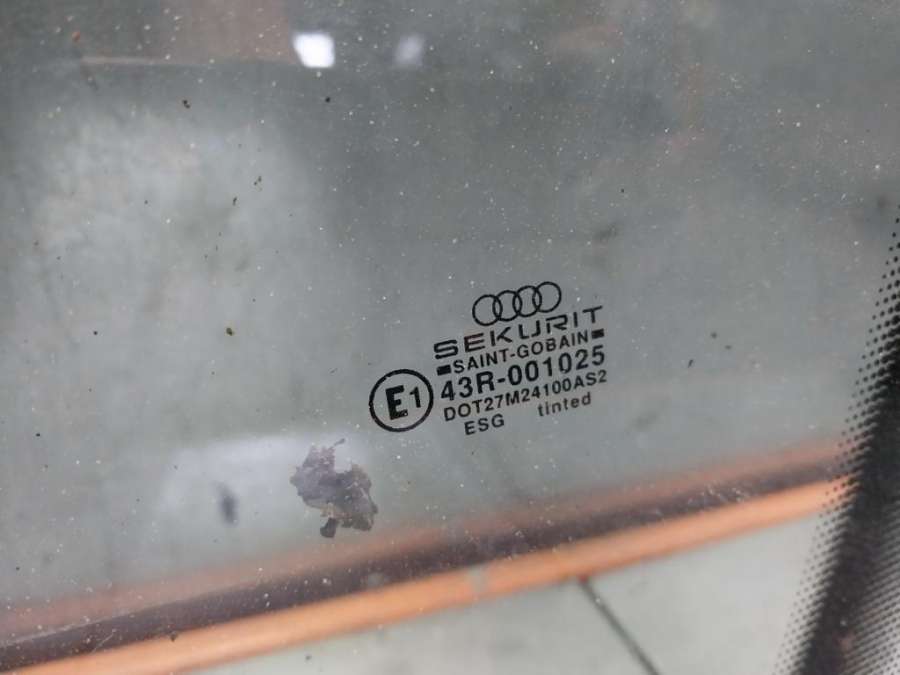 SEKURIT
SAINT-GOBAIN
E1 43R-001025
DOT27M24100AS2
ESG tinted